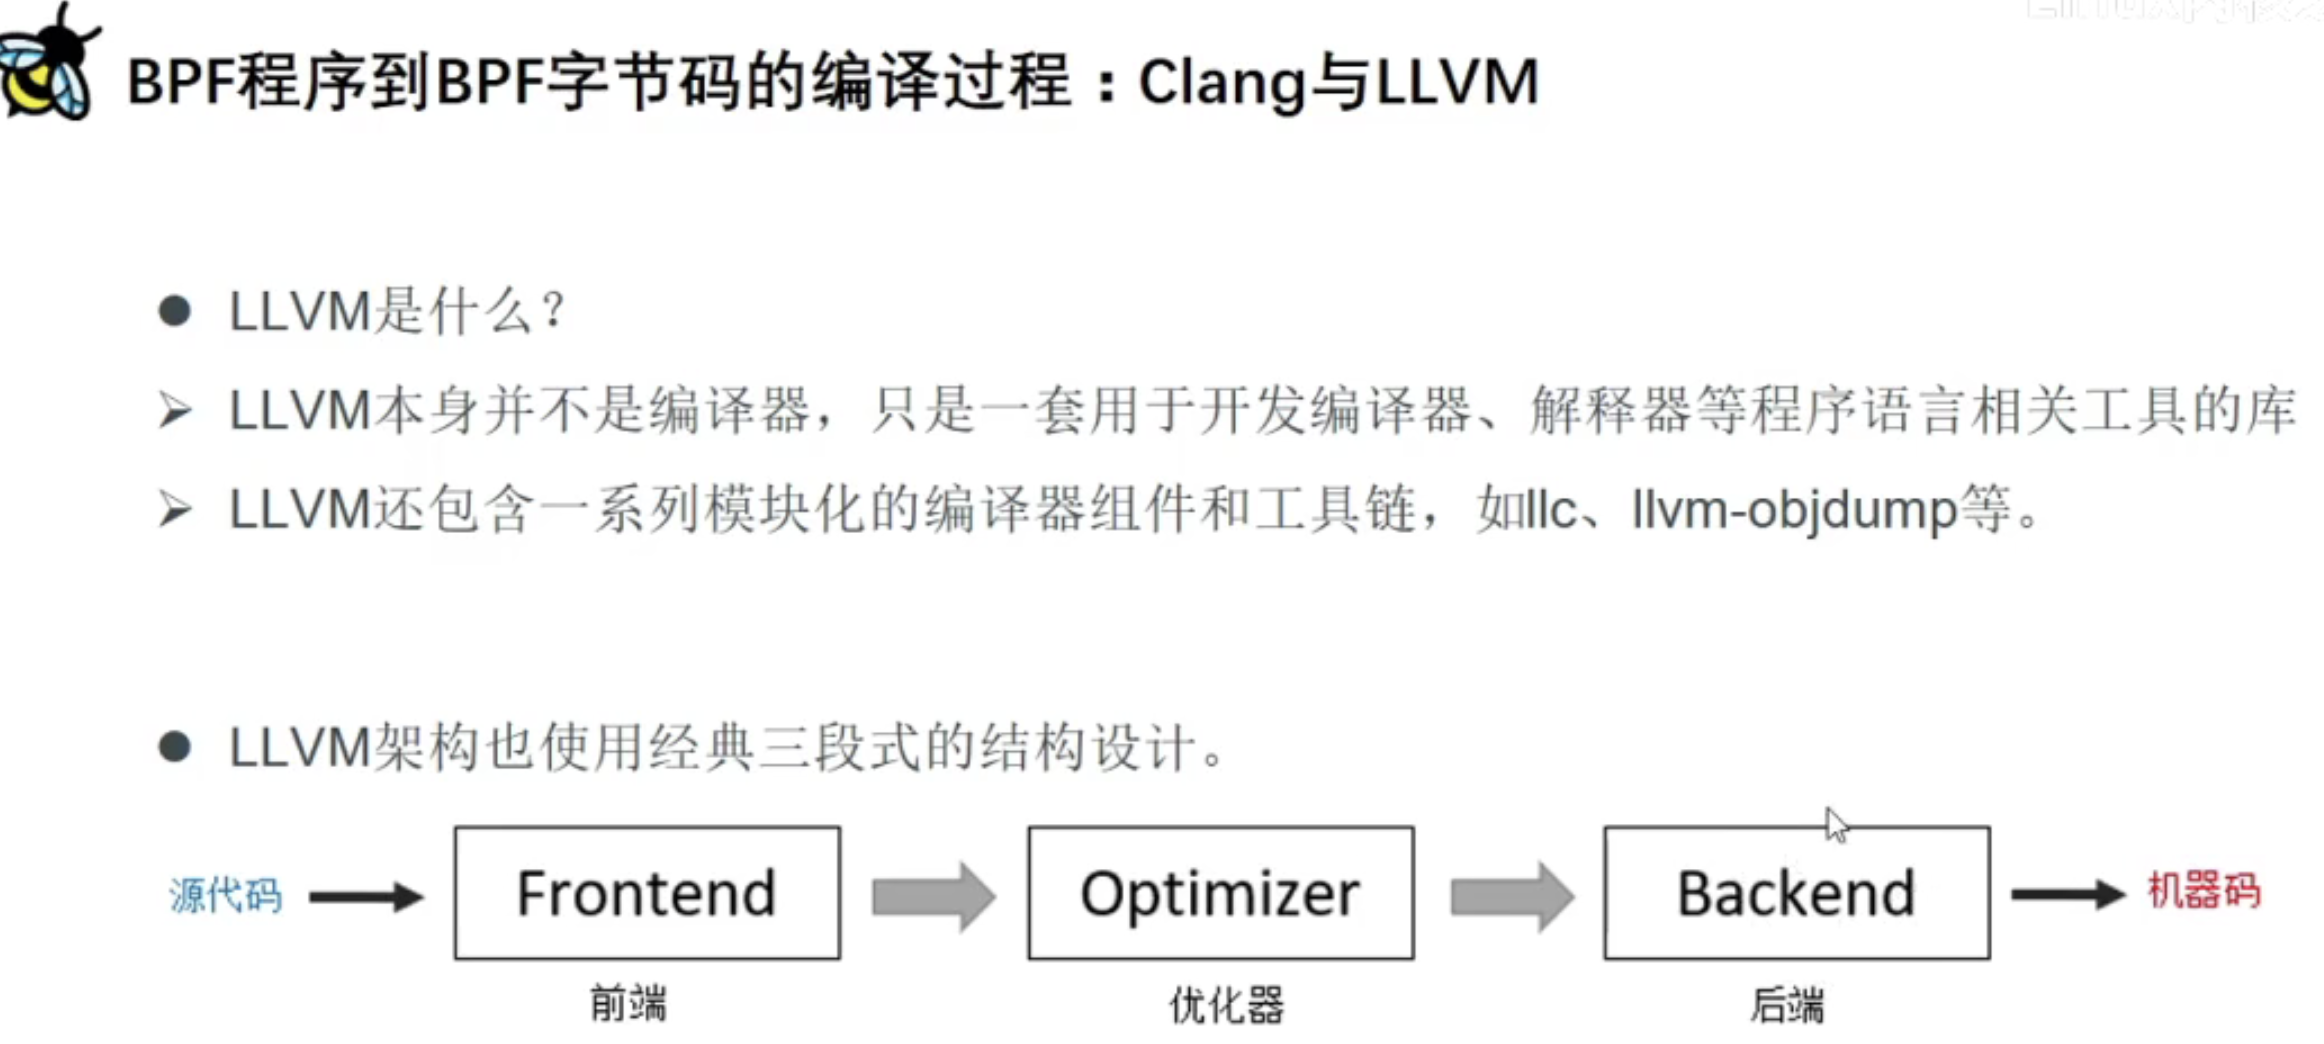 BPF程序到BPF字节码的编译过程：Clang与LLVM
LLVM是什么？
LLVM本身并不是编译器，只是一套用于开发编译器、解释器等程序语言相关工具的库
LLVM还包含一系列模块化的编译器组件和工具链，如llc、llvm-objdump等。
LLVM架构也使用经典三段式的结构设计。
源代码 Frontend Optimizer Backend 机器码
前端 优化器 后端